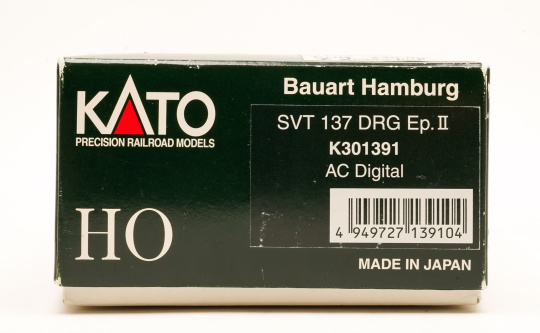 KATO
PRECISION RAILROAD MODELS
HO
Bauart Hamburg
SVT 137 DRG Ep.II
K301391
AC Digital
4 949727 139104
MADE IN JAPAN